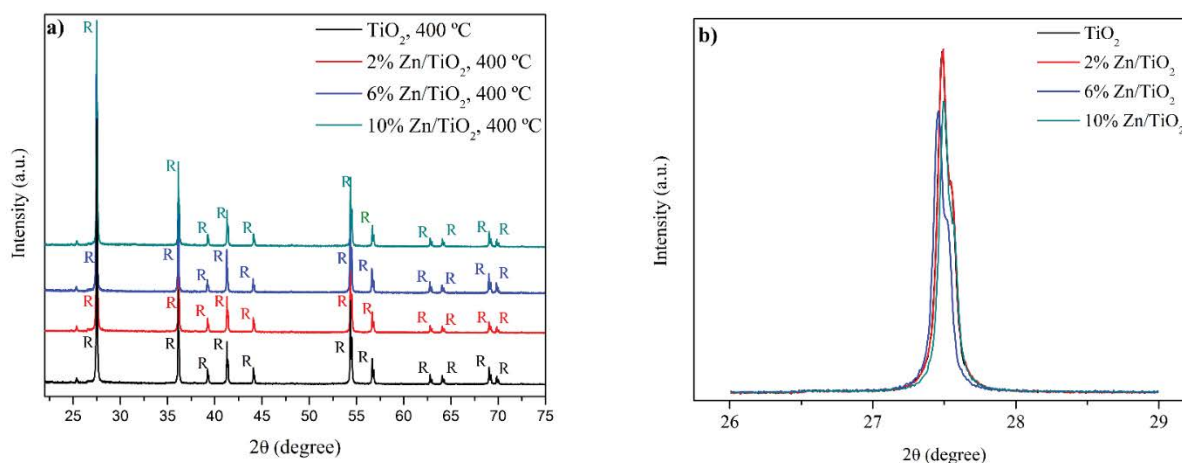 a)
TiO₂, 400 ºC
2% Zn/TiO₂, 400 ºC
6% Zn/TiO₂, 400 ºC
10% Zn/TiO₂, 400 ºC
R R R R R R R R R R R
R R R R R R R R R R R
R R R R R R R R R R R
R R R R R R R R R R R
Intensity (a.u.)
25 30 35 40 45 50 55 60 65 70 75
2θ (degree)
b)
TiO₂
2% Zn/TiO₂
6% Zn/TiO₂
10% Zn/TiO₂
Intensity (a.u.)
26 27 28 29
2θ (degree)